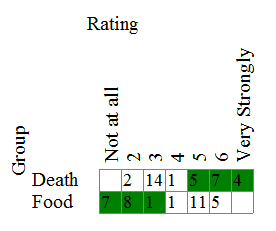 Rating
Group
Not at all 2 3 4 5 6 Very Strongly
Death 2 14 1 5 7 4
Food 7 8 1 1 11 5